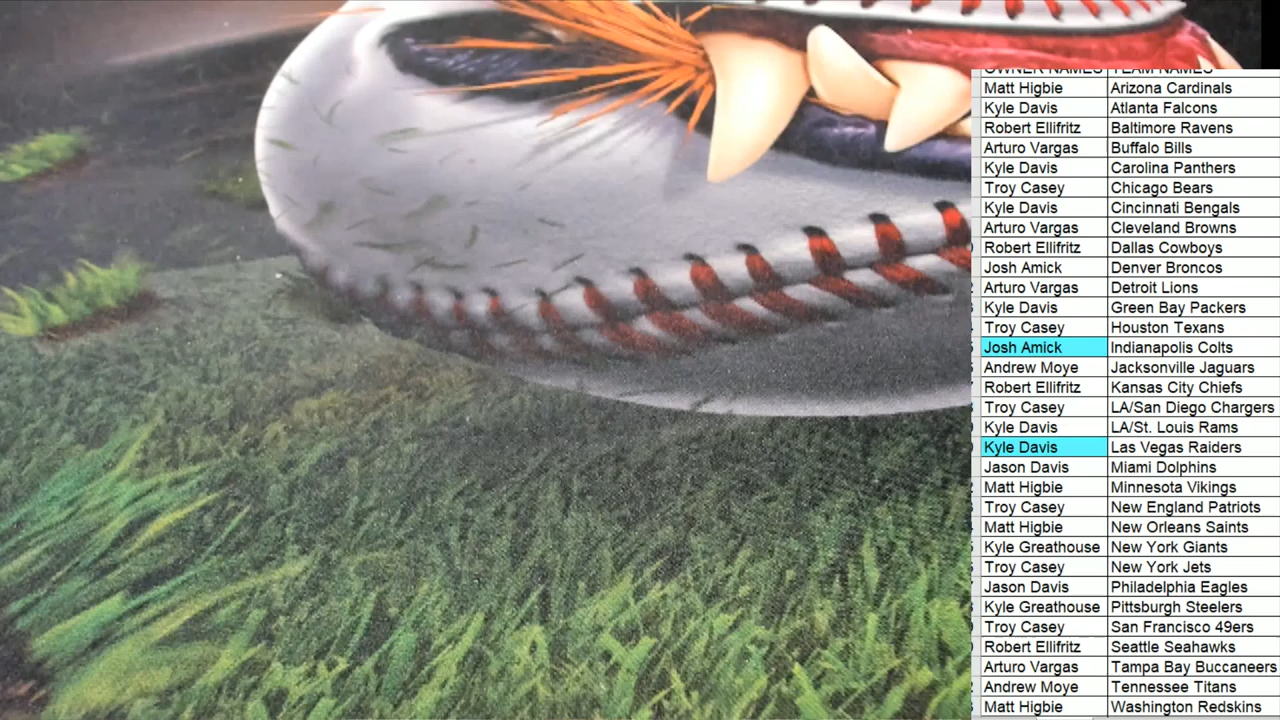 OWNER NAMES TEAM NAMES
Matt Higbie Arizona Cardinals
Kyle Davis Atlanta Falcons
Robert Ellifritz Baltimore Ravens
Arturo Vargas Buffalo Bills
Kyle Davis Carolina Panthers
Troy Casey Chicago Bears
Kyle Davis Cincinnati Bengals
Arturo Vargas Cleveland Browns
Robert Ellifritz Dallas Cowboys
Josh Amick Denver Broncos
Arturo Vargas Detroit Lions
Kyle Davis Green Bay Packers
Troy Casey Houston Texans
Josh Amick Indianapolis Colts
Andrew Moye Jacksonville Jaguars
Robert Ellifritz Kansas City Chiefs
Troy Casey LA/San Diego Chargers
Kyle Davis LA/St. Louis Rams
Kyle Davis Las Vegas Raiders
Jason Davis Miami Dolphins
Matt Higbie Minnesota Vikings
Troy Casey New England Patriots
Matt Higbie New Orleans Saints
Kyle Greathouse New York Giants
Troy Casey New York Jets
Jason Davis Philadelphia Eagles
Kyle Greathouse Pittsburgh Steelers
Troy Casey San Francisco 49ers
Robert Ellifritz Seattle Seahawks
Arturo Vargas Tampa Bay Buccaneers
Andrew Moye Tennessee Titans
Matt Higbie Washington Redskins